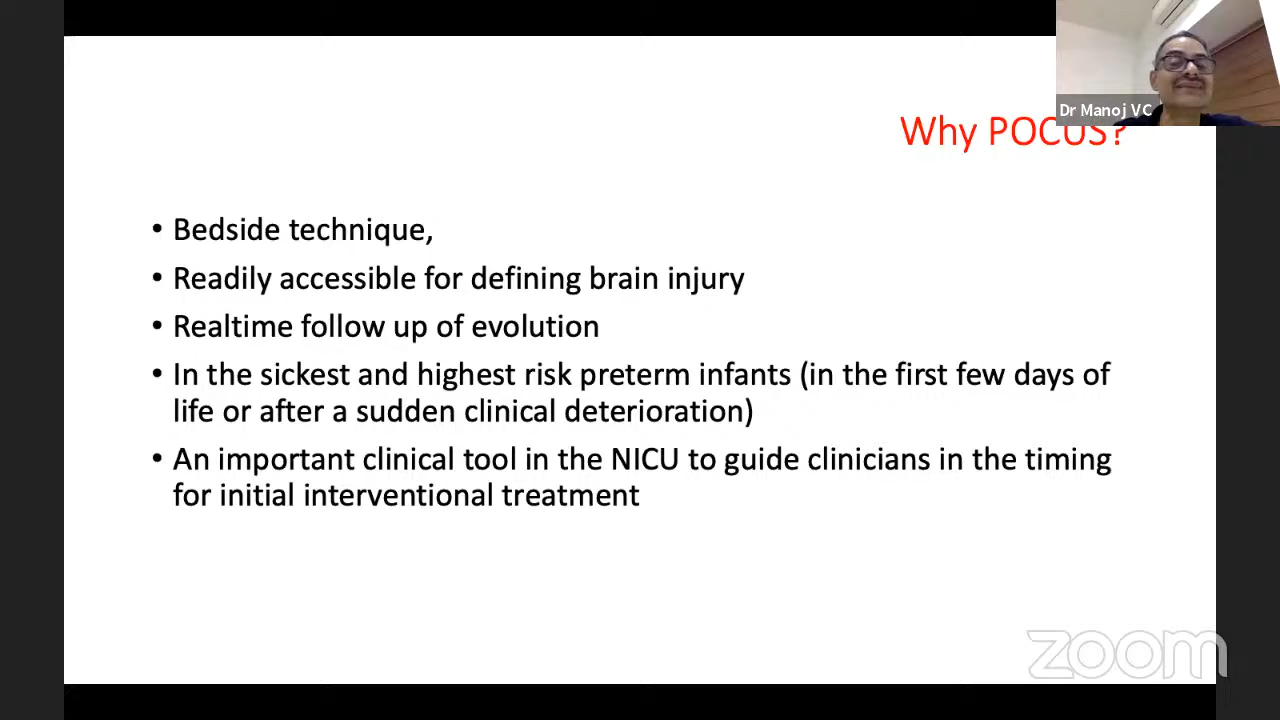 Dr Manoj VC
Why POCUS?
• Bedside technique,
• Readily accessible for defining brain injury
• Realtime follow up of evolution
• In the sickest and highest risk preterm infants (in the first few days of
life or after a sudden clinical deterioration)
• An important clinical tool in the NICU to guide clinicians in the timing
for initial interventional treatment
zoom